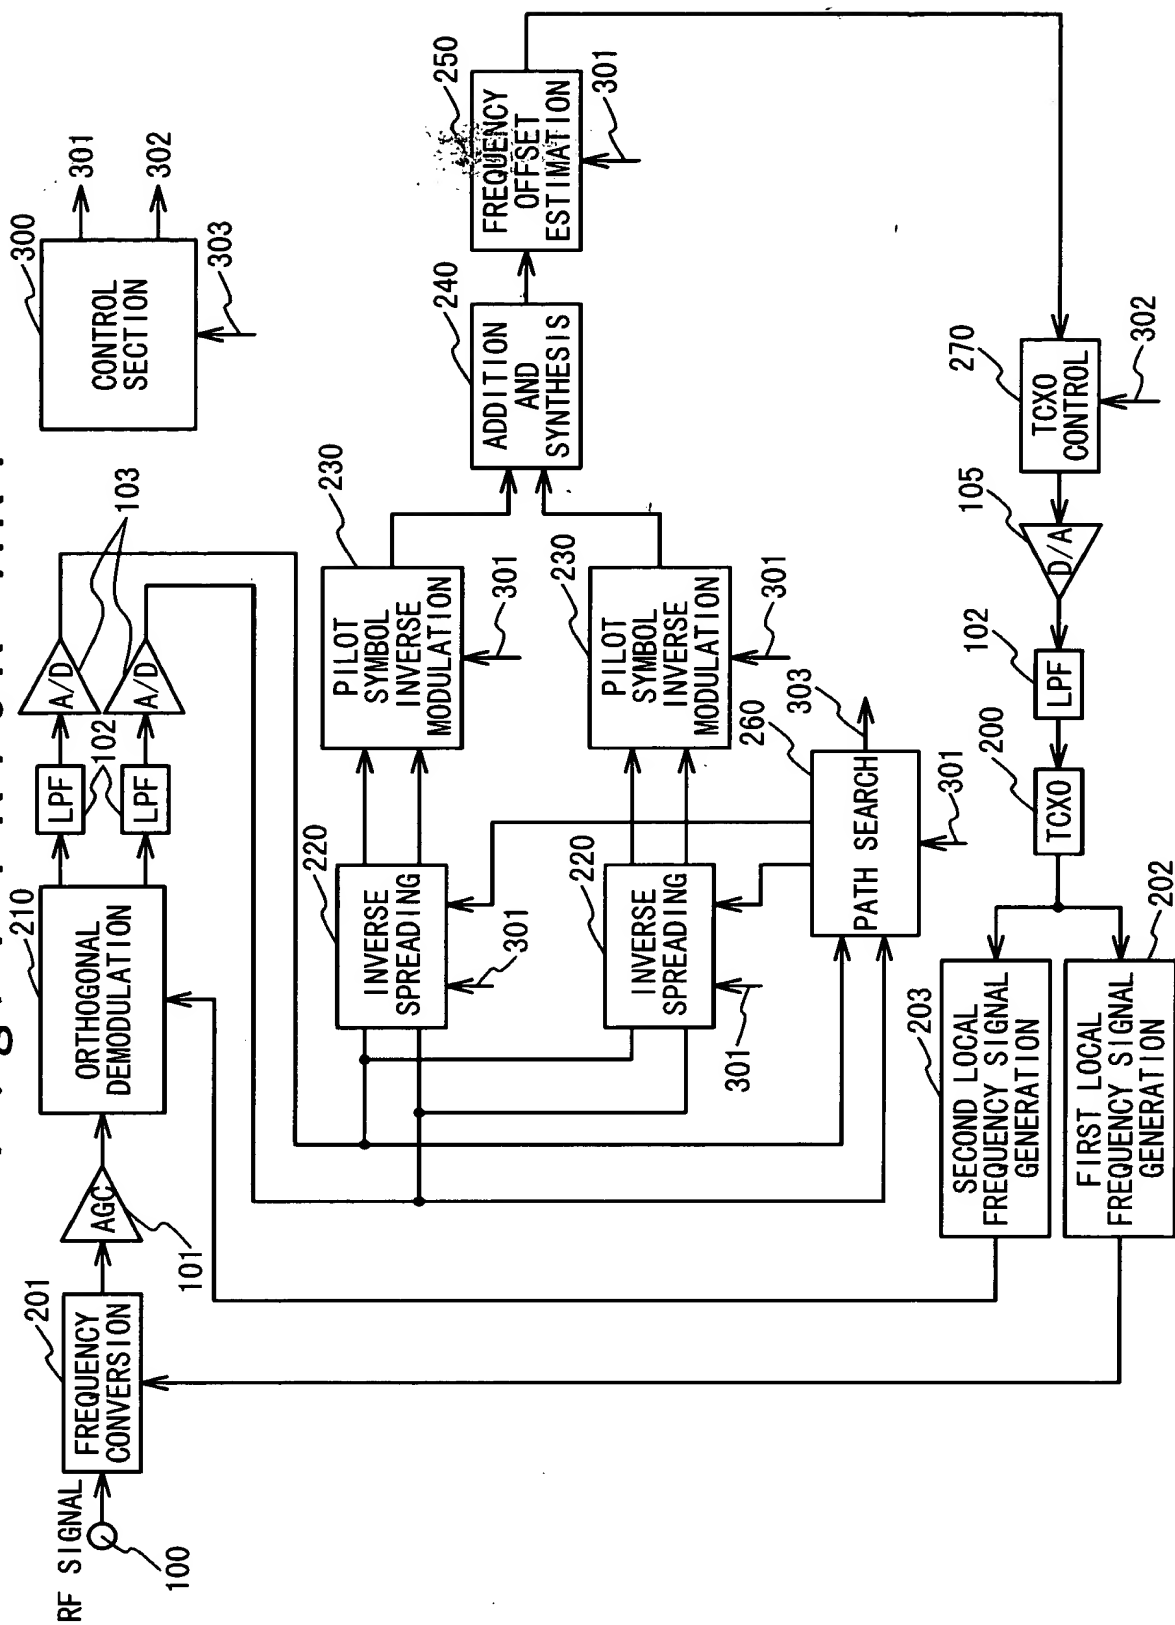 RF SIGNAL
100
FREQUENCY
CONVERSION
201
AGC
101
ORTHOGONAL
DEMODULATION
210
LPF
LPF
102
A/D
A/D
103
CONTROL
SECTION
300
301
302
303
INVERSE
SPREADING
220
301
PILOT
SYMBOL
INVERSE
MODULATION
230
301
INVERSE
SPREADING
220
301
PILOT
SYMBOL
INVERSE
MODULATION
230
301
ADDITION
AND
SYNTHESIS
240
FREQUENCY
OFFSET
ESTIMATION
250
301
PATH SEARCH
260
303
301
SECOND LOCAL
FREQUENCY SIGNAL
GENERATION
203
FIRST LOCAL
FREQUENCY SIGNAL
GENERATION
202
TCXO
200
LPF
102
D/A
105
TCXO
CONTROL
270
302